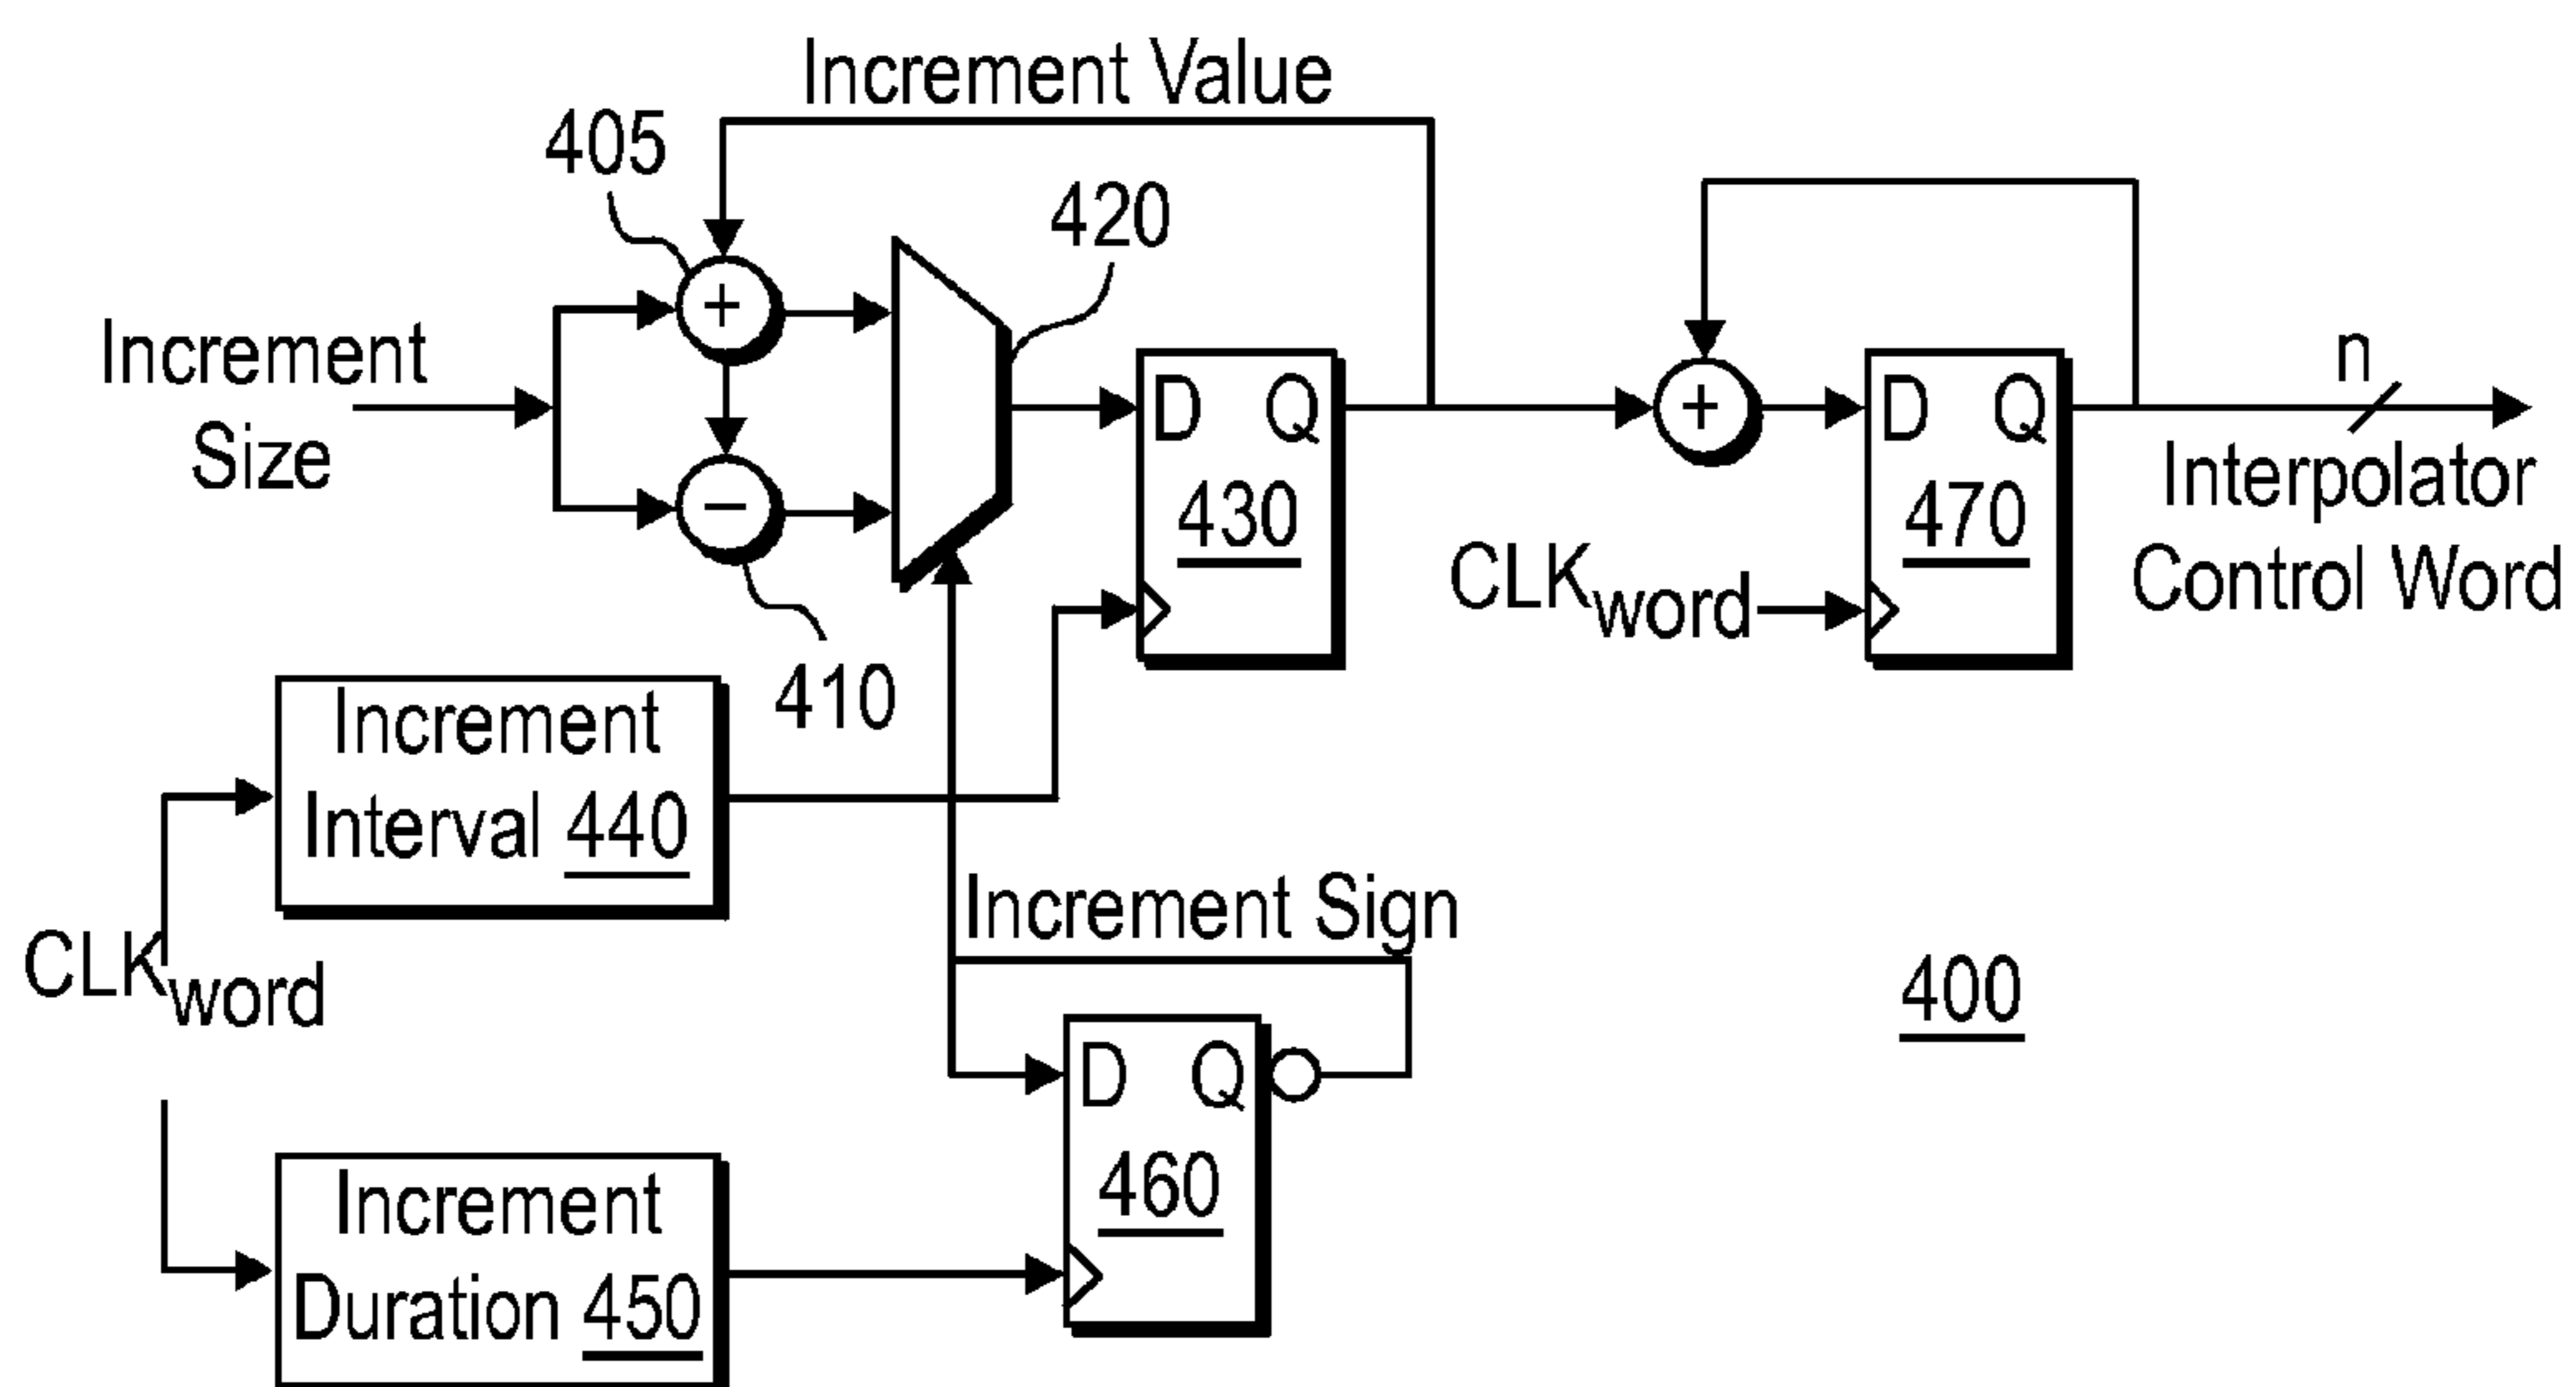 Increment Value
405
420
+
Increment
Size
−
D Q
430
410
+
D Q
470
CLKword
n
Interpolator
Control Word
Increment
Interval 440
CLKword
Increment Sign
400
D Q
460
Increment
Duration 450